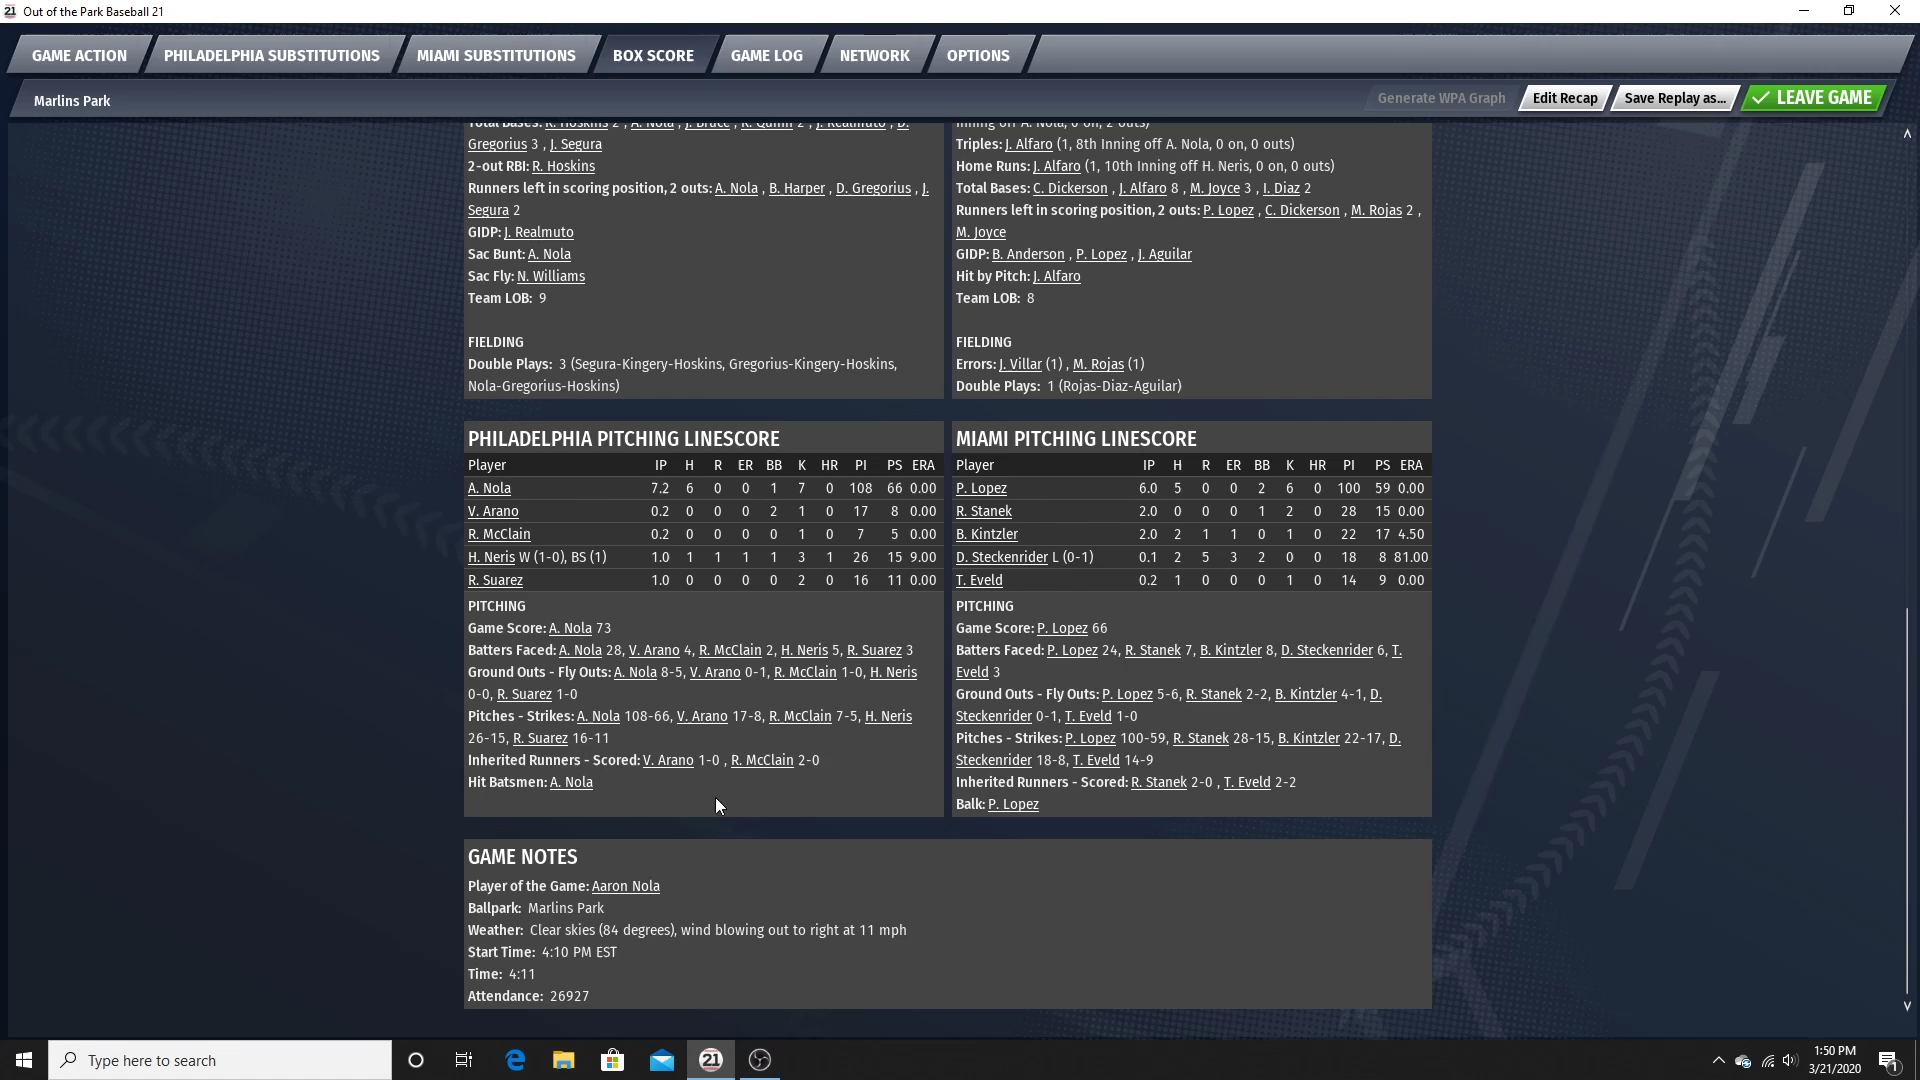 21 Out of the Park Baseball 21
GAME ACTION
PHILADELPHIA SUBSTITUTIONS
MIAMI SUBSTITUTIONS
BOX SCORE
GAME LOG
NETWORK
OPTIONS
Marlins Park
Generate WPA Graph
Edit Recap
Save Replay as...
LEAVE GAME
Total Bases: R. Hoskins 2 , A. Nola , J. Bruce , R. Quinn 2 , J. Realmuto , D.
Gregorius 3 , J. Segura
2-out RBI: R. Hoskins
Runners left in scoring position, 2 outs: A. Nola , B. Harper , D. Gregorius , J.
Segura 2
GIDP: J. Realmuto
Sac Bunt: A. Nola
Sac Fly: N. Williams
Team LOB: 9
FIELDING
Double Plays: 3 (Segura-Kingery-Hoskins, Gregorius-Kingery-Hoskins,
Nola-Gregorius-Hoskins)
Inning off A. Nola, 0 on, 2 outs)
Triples: J. Alfaro (1, 8th Inning off A. Nola, 0 on, 0 outs)
Home Runs: J. Alfaro (1, 10th Inning off H. Neris, 0 on, 0 outs)
Total Bases: C. Dickerson , J. Alfaro 8 , M. Joyce 3 , I. Diaz 2
Runners left in scoring position, 2 outs: P. Lopez , C. Dickerson , M. Rojas 2 ,
M. Joyce
GIDP: B. Anderson , P. Lopez , J. Aguilar
Hit by Pitch: J. Alfaro
Team LOB: 8
FIELDING
Errors: J. Villar (1) , M. Rojas (1)
Double Plays: 1 (Rojas-Diaz-Aguilar)
PHILADELPHIA PITCHING LINESCORE
Player IP H R ER BB K HR PI PS ERA
A. Nola 7.2 6 0 0 1 7 0 108 66 0.00
V. Arano 0.2 0 0 0 2 1 0 17 8 0.00
R. McClain 0.2 0 0 0 0 1 0 7 5 0.00
H. Neris W (1-0), BS (1) 1.0 1 1 1 1 3 1 26 15 9.00
R. Suarez 1.0 0 0 0 0 2 0 16 11 0.00
PITCHING
Game Score: A. Nola 73
Batters Faced: A. Nola 28, V. Arano 4, R. McClain 2, H. Neris 5, R. Suarez 3
Ground Outs - Fly Outs: A. Nola 8-5, V. Arano 0-1, R. McClain 1-0, H. Neris
0-0, R. Suarez 1-0
Pitches - Strikes: A. Nola 108-66, V. Arano 17-8, R. McClain 7-5, H. Neris
26-15, R. Suarez 16-11
Inherited Runners - Scored: V. Arano 1-0 , R. McClain 2-0
Hit Batsmen: A. Nola
MIAMI PITCHING LINESCORE
Player IP H R ER BB K HR PI PS ERA
P. Lopez 6.0 5 0 0 2 6 0 100 59 0.00
R. Stanek 2.0 0 0 0 1 2 0 28 15 0.00
B. Kintzler 2.0 2 1 1 0 1 0 22 17 4.50
D. Steckenrider L (0-1) 0.1 2 5 3 2 0 0 18 8 81.00
T. Eveld 0.2 1 0 0 0 1 0 14 9 0.00
PITCHING
Game Score: P. Lopez 66
Batters Faced: P. Lopez 24, R. Stanek 7, B. Kintzler 8, D. Steckenrider 6, T.
Eveld 3
Ground Outs - Fly Outs: P. Lopez 5-6, R. Stanek 2-2, B. Kintzler 4-1, D.
Steckenrider 0-1, T. Eveld 1-0
Pitches - Strikes: P. Lopez 100-59, R. Stanek 28-15, B. Kintzler 22-17, D.
Steckenrider 18-8, T. Eveld 14-9
Inherited Runners - Scored: R. Stanek 2-0 , T. Eveld 2-2
Balk: P. Lopez
GAME NOTES
Player of the Game: Aaron Nola
Ballpark: Marlins Park
Weather: Clear skies (84 degrees), wind blowing out to right at 11 mph
Start Time: 4:10 PM EST
Time: 4:11
Attendance: 26927
Type here to search
21
1:50 PM
3/21/2020
1